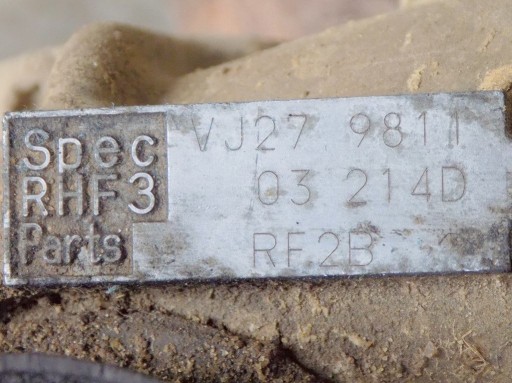 Spec VJ27 9811
RHF3 03 214D
Parts RF2B